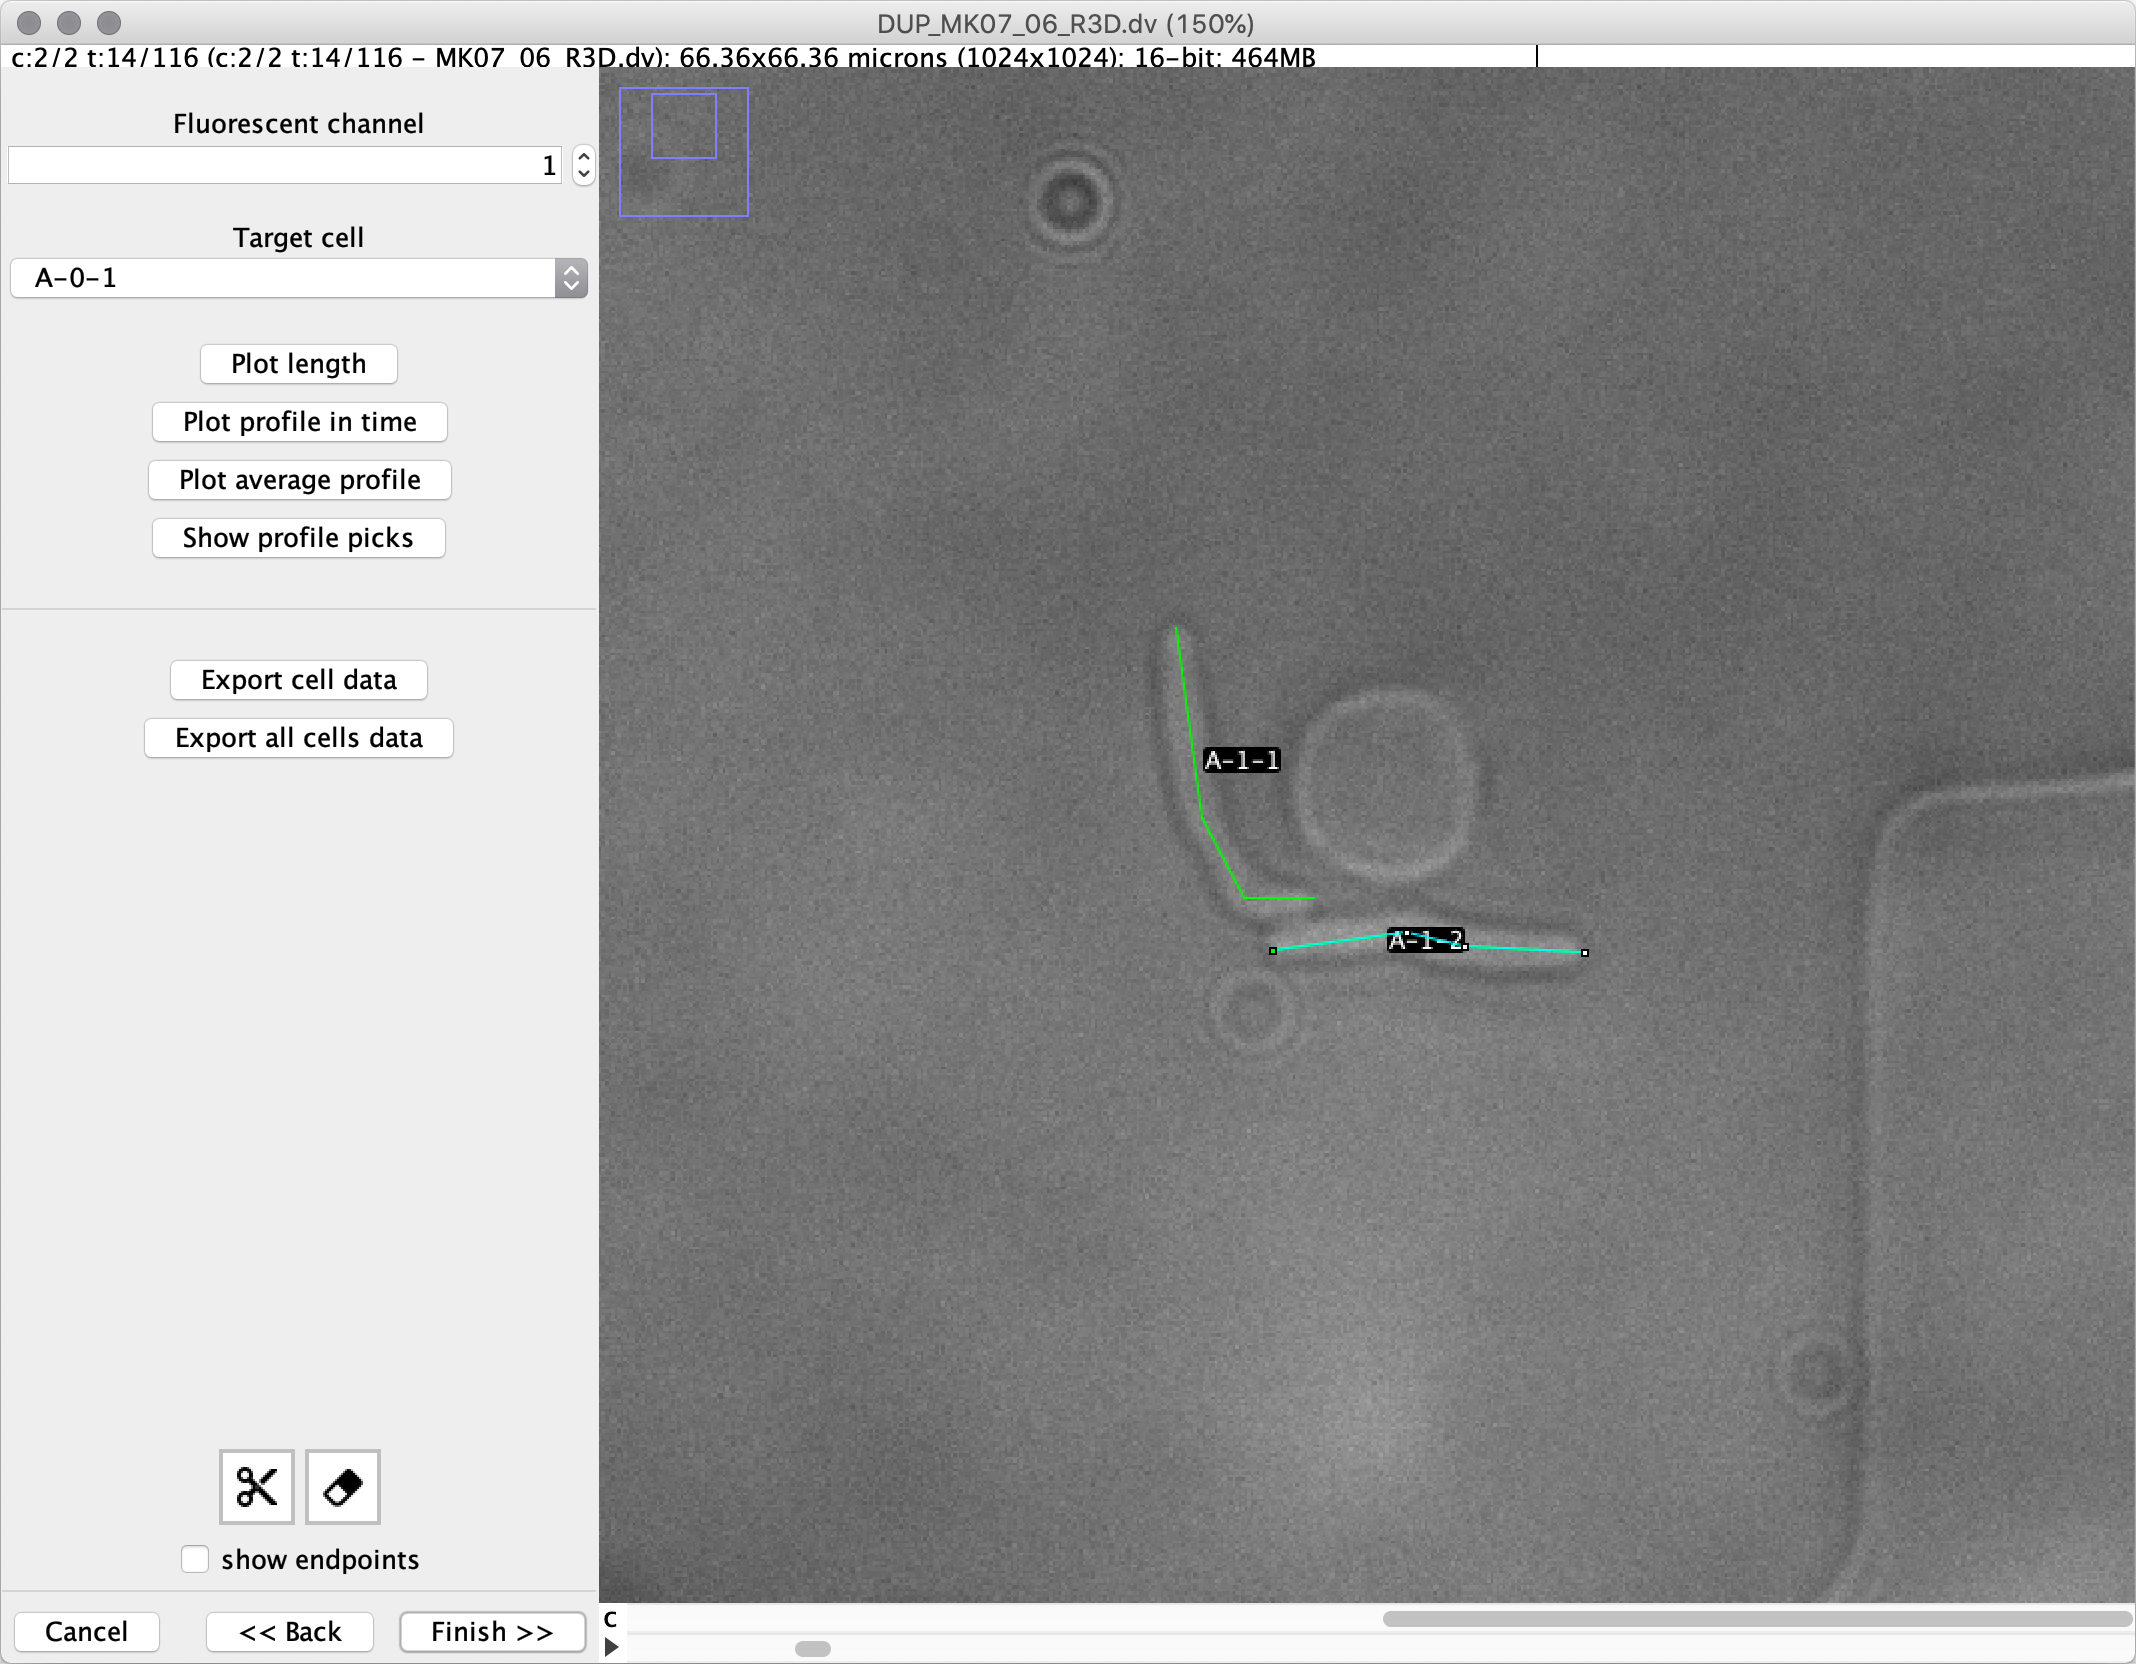 DUP_MK07_06_R3D.dv (150%)
c:2/2 t:14/116 (c:2/2 t:14/116 - MK07_06_R3D.dv); 66.36x66.36 microns (1024x1024); 16-bit; 464MB
Fluorescent channel
1
Target cell
A-0-1
Plot length
Plot profile in time
Plot average profile
Show profile picks
Export cell data
Export all cells data
A-1-1
A-1-2
show endpoints
Cancel
<< Back
Finish >>
C